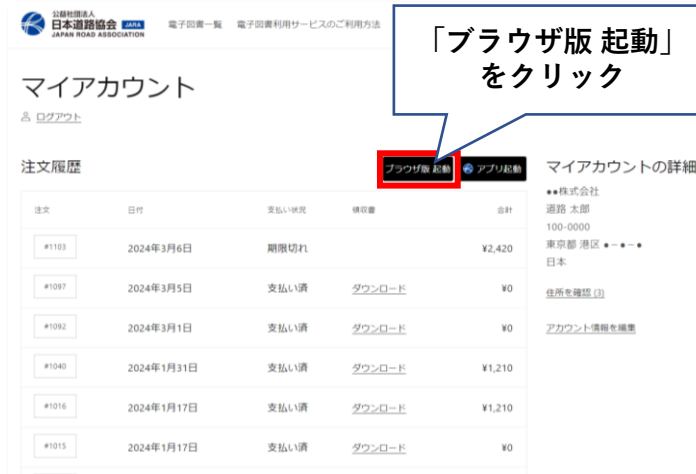 公益社団法人
日本道路協会 JARA
JAPAN ROAD ASSOCIATION
電子図書一覧 電子図書利用サービスのご利用方法
「ブラウザ版 起動」
をクリック
マイアカウント
ログアウト
注文履歴
ブラウザ版 起動 アプリ起動
注文 日付 支払い状況 領収書 合計
#1103 2024年3月6日 期限切れ ¥2,420
#1097 2024年3月5日 支払い済 ダウンロード ¥0
#1092 2024年3月1日 支払い済 ダウンロード ¥0
#1040 2024年1月31日 支払い済 ダウンロード ¥1,210
#1016 2024年1月17日 支払い済 ダウンロード ¥1,210
#1015 2024年1月17日 支払い済 ダウンロード ¥0
マイアカウントの詳細
●●株式会社
道路 太郎
100-0000
東京都 港区 ●−●−●
日本
住所を確認 (3)
アカウント情報を編集